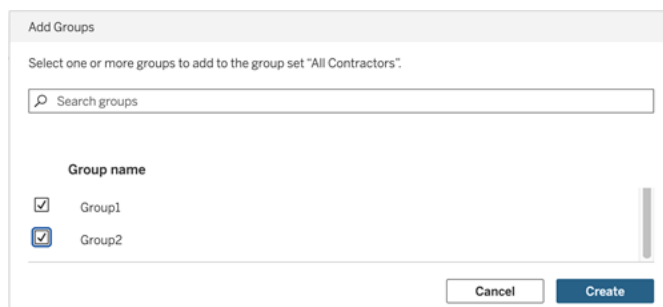 Add Groups
Select one or more groups to add to the group set “All Contractors”.
Search groups
Group name
Group1
Group2
Cancel
Create